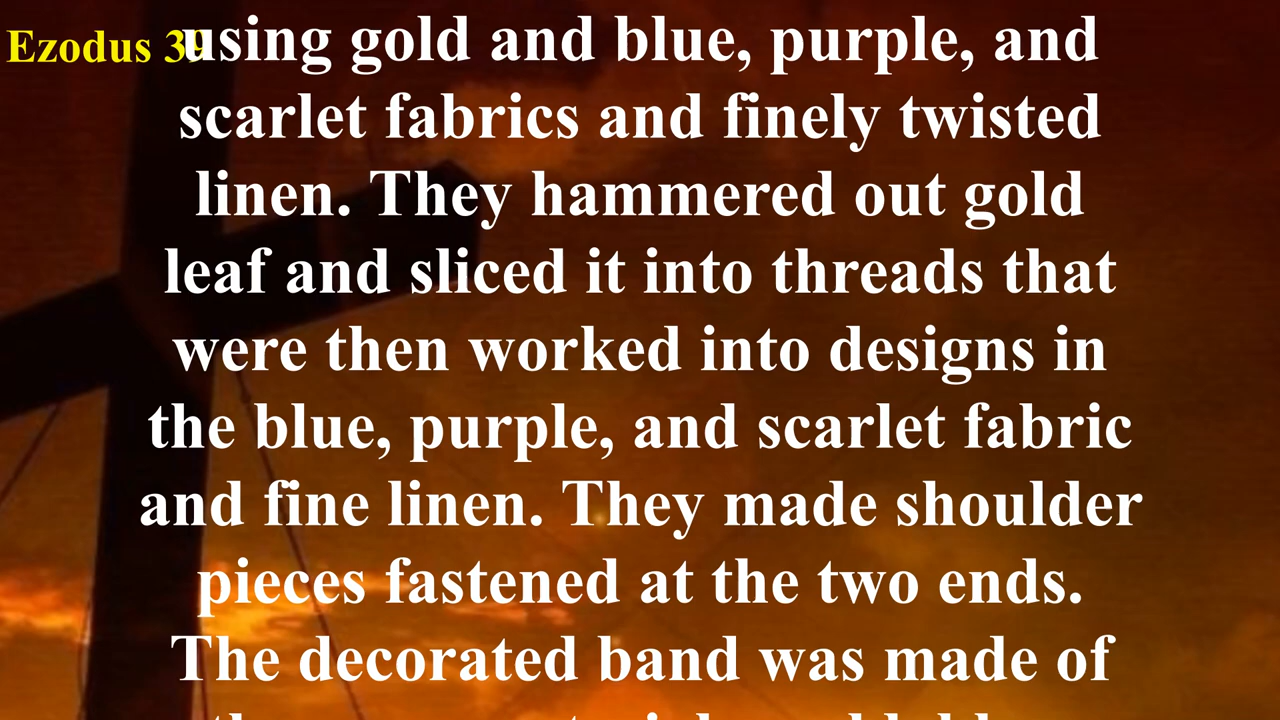 Ezodus 39
using gold and blue, purple, and
scarlet fabrics and finely twisted
linen. They hammered out gold
leaf and sliced it into threads that
were then worked into designs in
the blue, purple, and scarlet fabric
and fine linen. They made shoulder
pieces fastened at the two ends.
The decorated band was made of